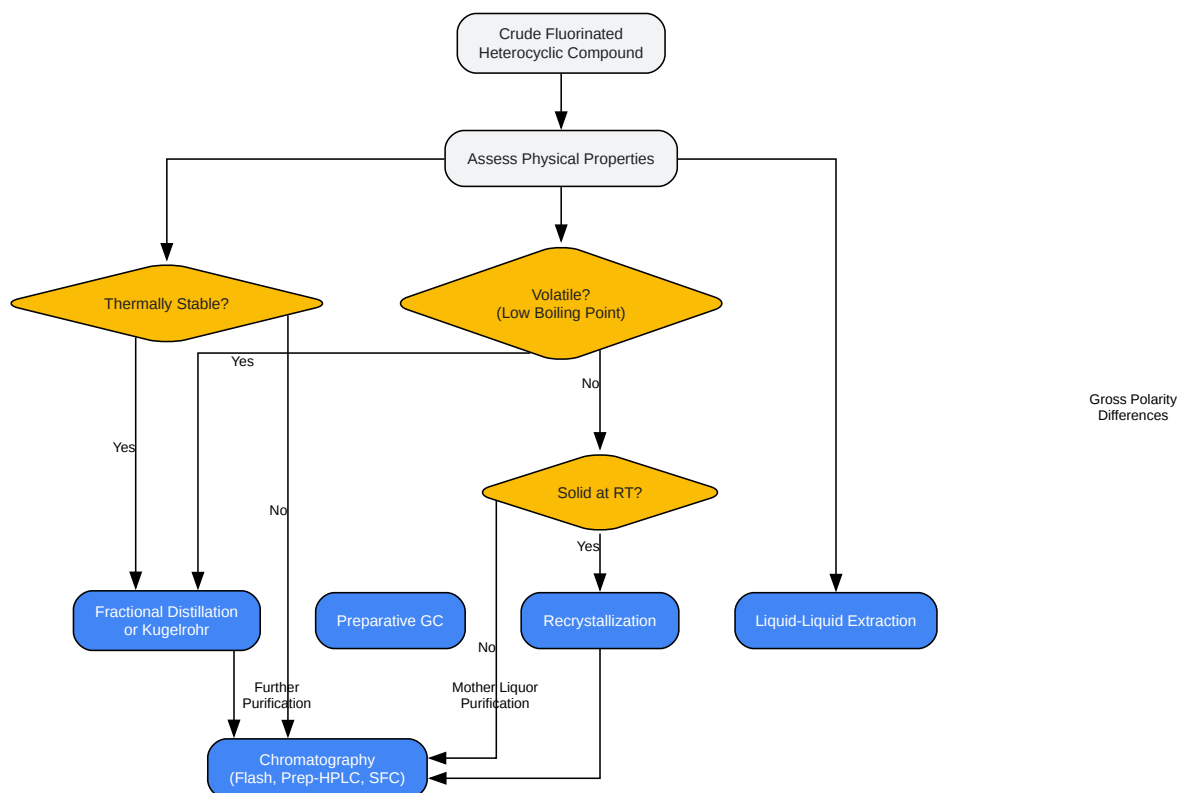 Crude Fluorinated
Heterocyclic Compound
Assess Physical Properties
Thermally Stable?
Volatile?
(Low Boiling Point)
Yes
No
Gross Polarity
Differences
Yes
Solid at RT?
No
Yes
Fractional Distillation
or Kugelrohr
Preparative GC
Recrystallization
Liquid-Liquid Extraction
No
Further
Purification
Mother Liquor
Purification
Chromatography
(Flash, Prep-HPLC, SFC)